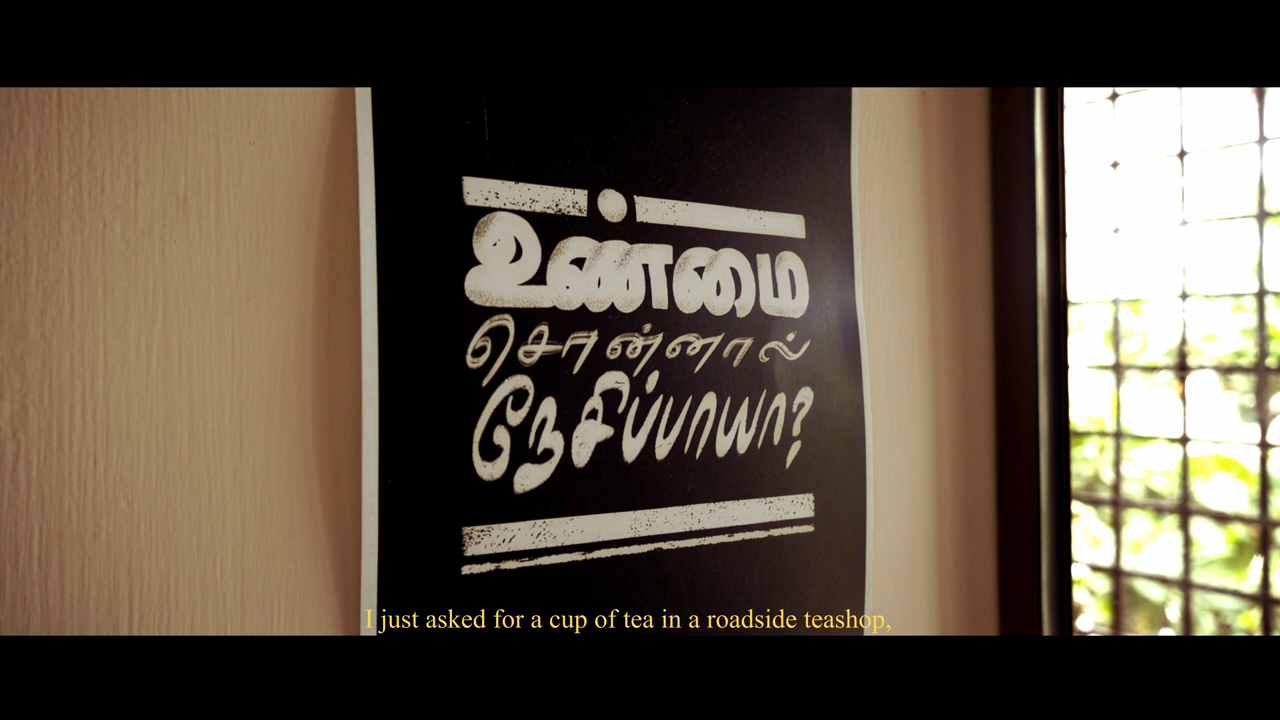 உண்மை
சொன்னால்
நேசிப்பாயா?
I just asked for a cup of tea in a roadside teashop,